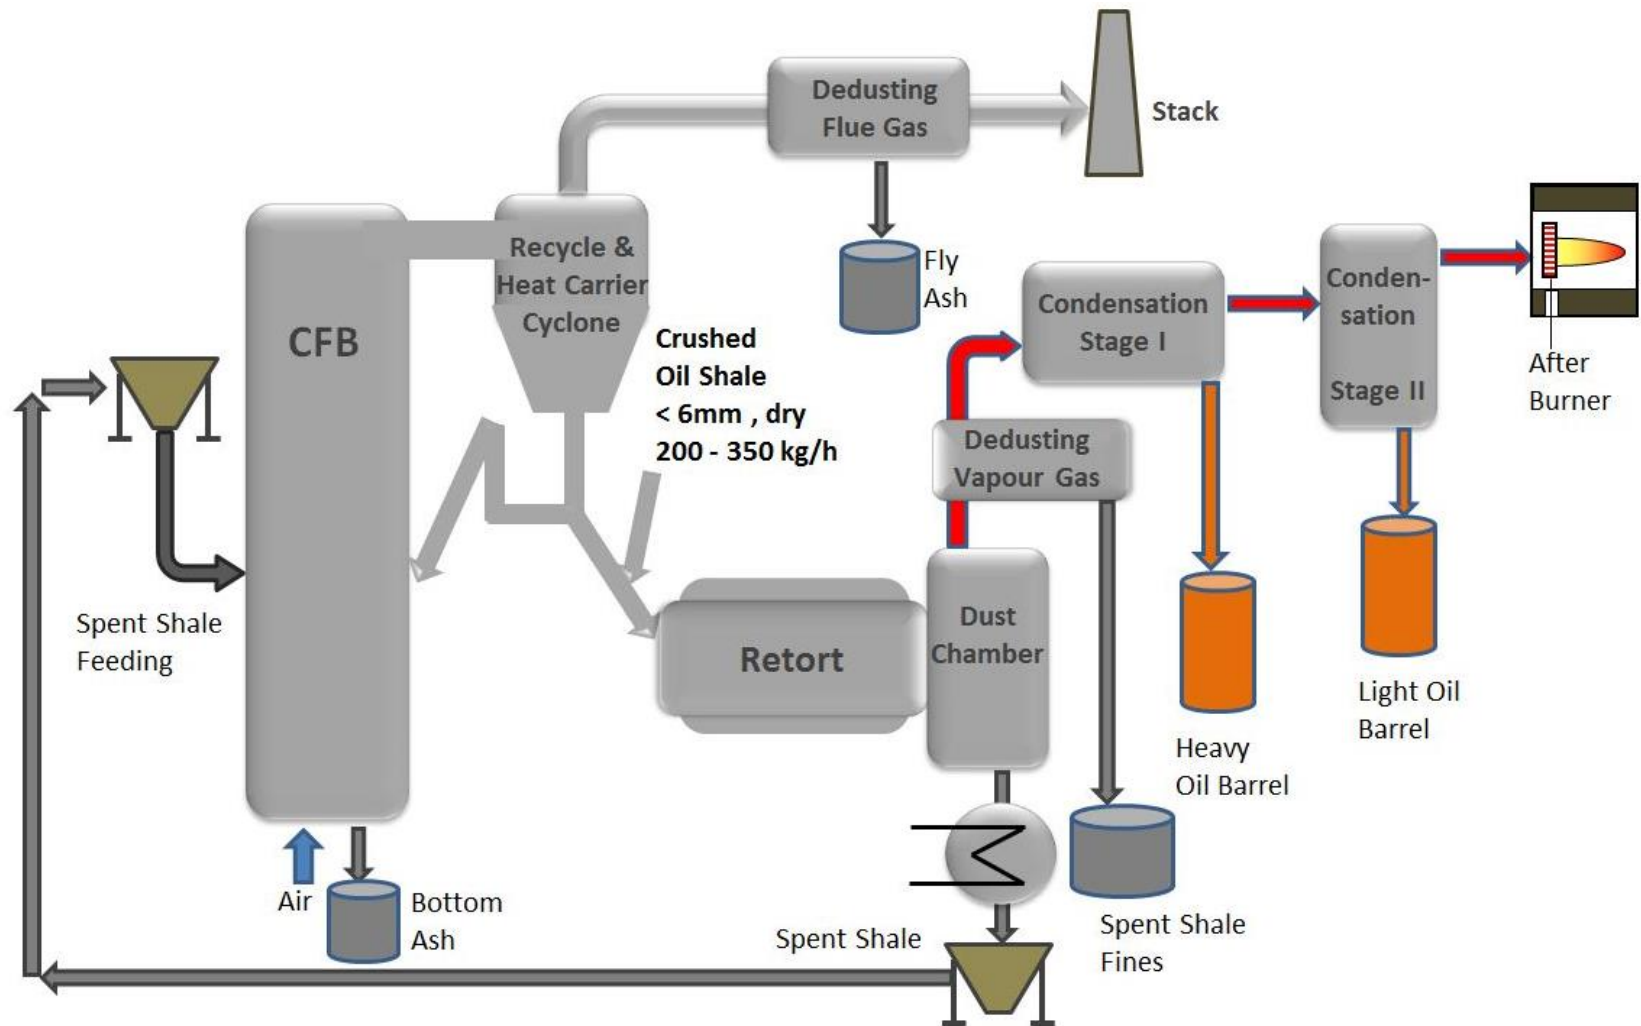 Dedusting
Flue Gas
Stack
Recycle &
Heat Carrier
Cyclone
CFB
Fly
Ash
Crushed
Oil Shale
< 6mm , dry
200 - 350 kg/h
Condensation
Stage I
Conden-
sation
Stage II
After
Burner
Dedusting
Vapour Gas
Spent Shale
Feeding
Retort
Dust
Chamber
Light Oil
Barrel
Heavy
Oil Barrel
Air
Bottom
Ash
Spent Shale
Spent Shale
Fines